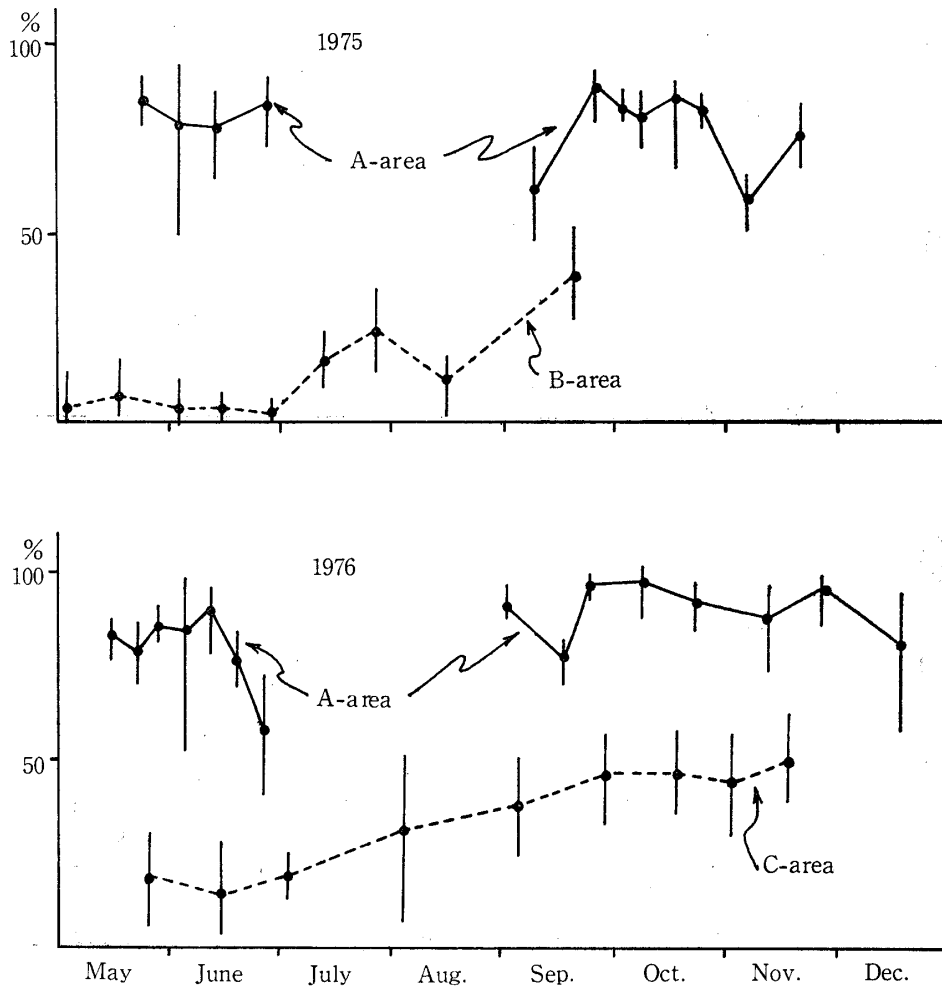 %
100
1975
A-area
50
B-area
%
100
1976
A-area
50
C-area
May June July Aug. Sep. Oct. Nov. Dec.